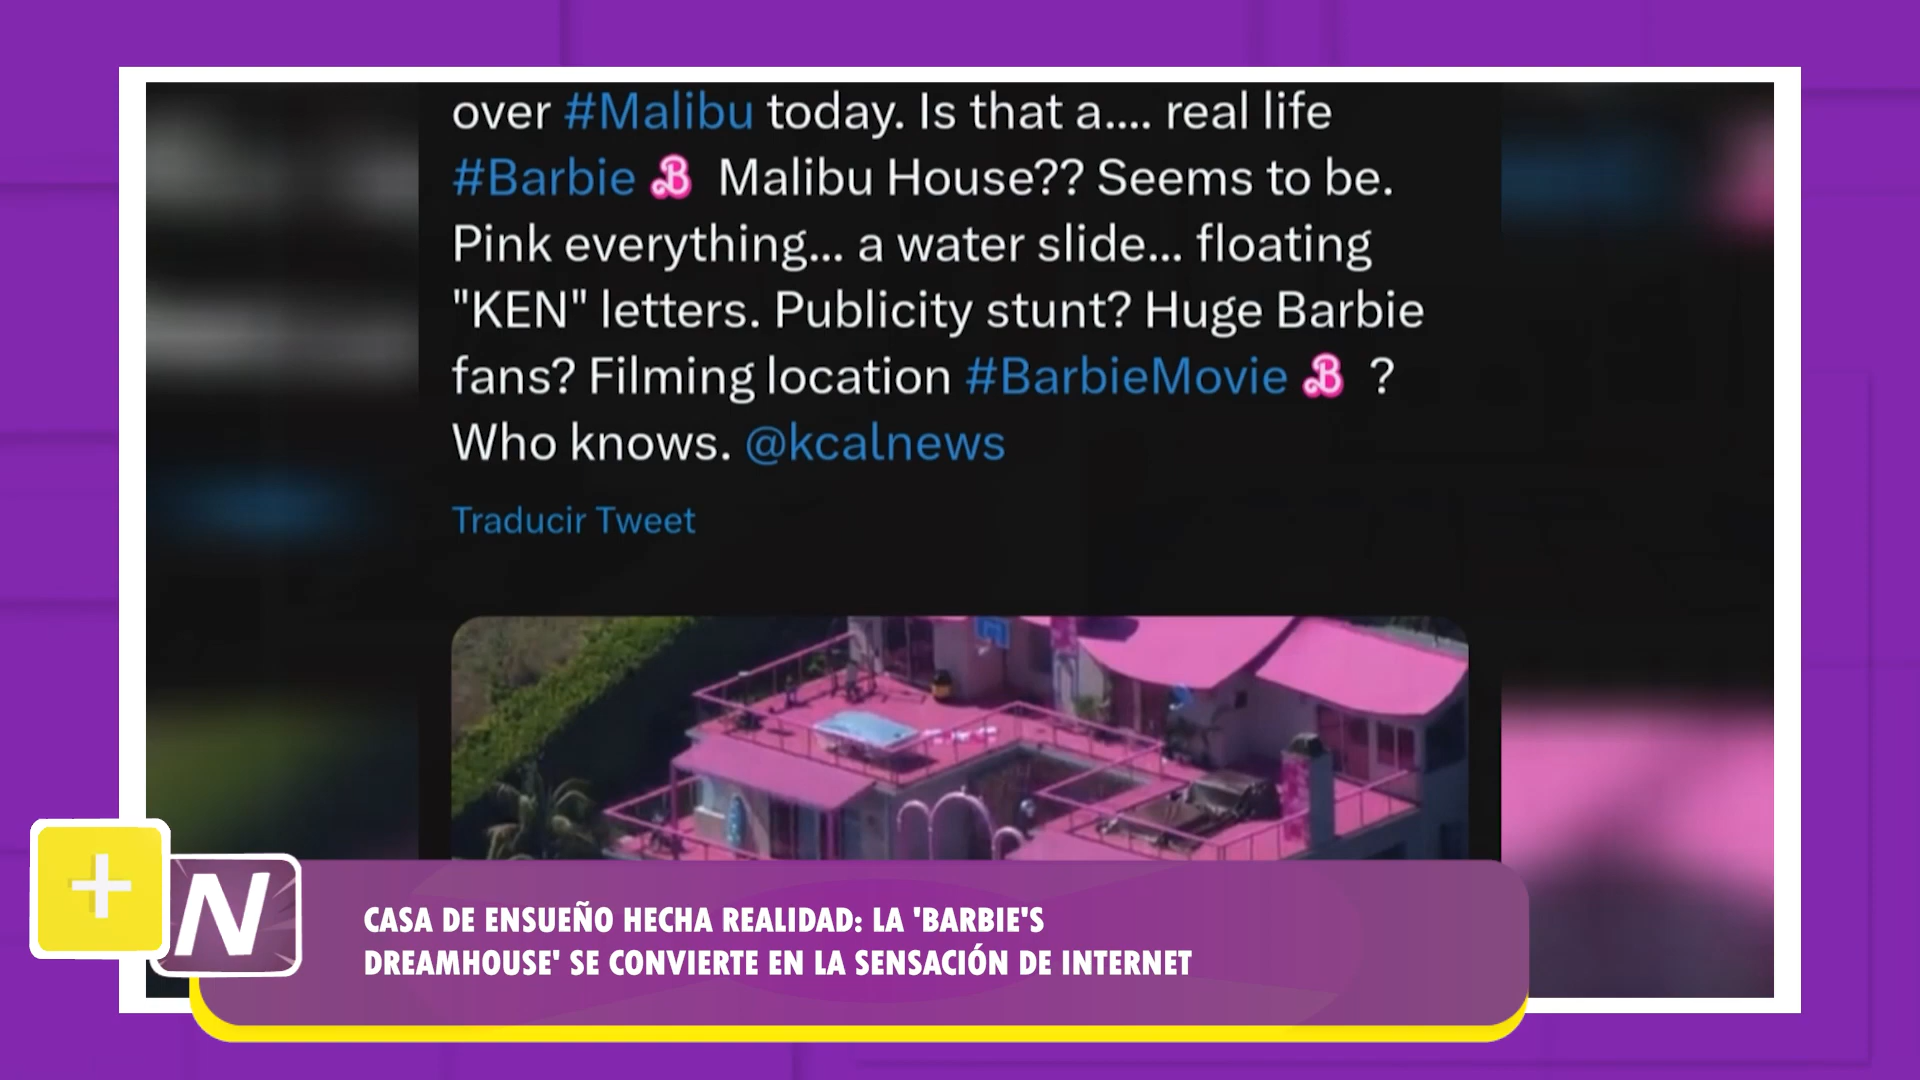 over #Malibu today. Is that a.... real life
#Barbie B Malibu House?? Seems to be.
Pink everything... a water slide... floating
"KEN" letters. Publicity stunt? Huge Barbie
fans? Filming location #BarbieMovie B ?
Who knows. @kcalnews
Traducir Tweet
+N
CASA DE ENSUEÑO HECHA REALIDAD: LA 'BARBIE'S
DREAMHOUSE' SE CONVIERTE EN LA SENSACIÓN DE INTERNET